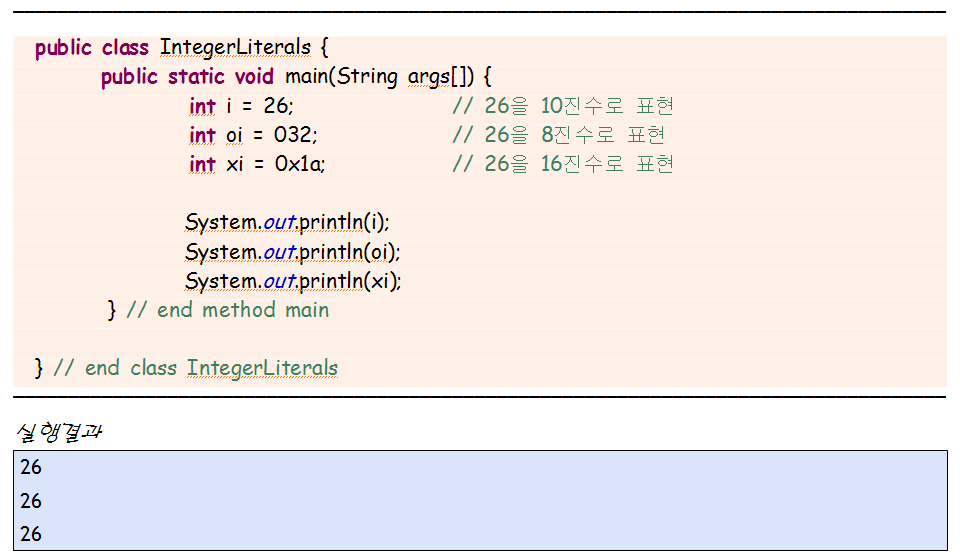 public class IntegerLiterals {
public static void main(String args[]) {
int i = 26; // 26을 10진수로 표현
int oi = 032; // 26을 8진수로 표현
int xi = 0x1a; // 26을 16진수로 표현
System.out.println(i);
System.out.println(oi);
System.out.println(xi);
} // end method main
} // end class IntegerLiterals
실행결과
26
26
26